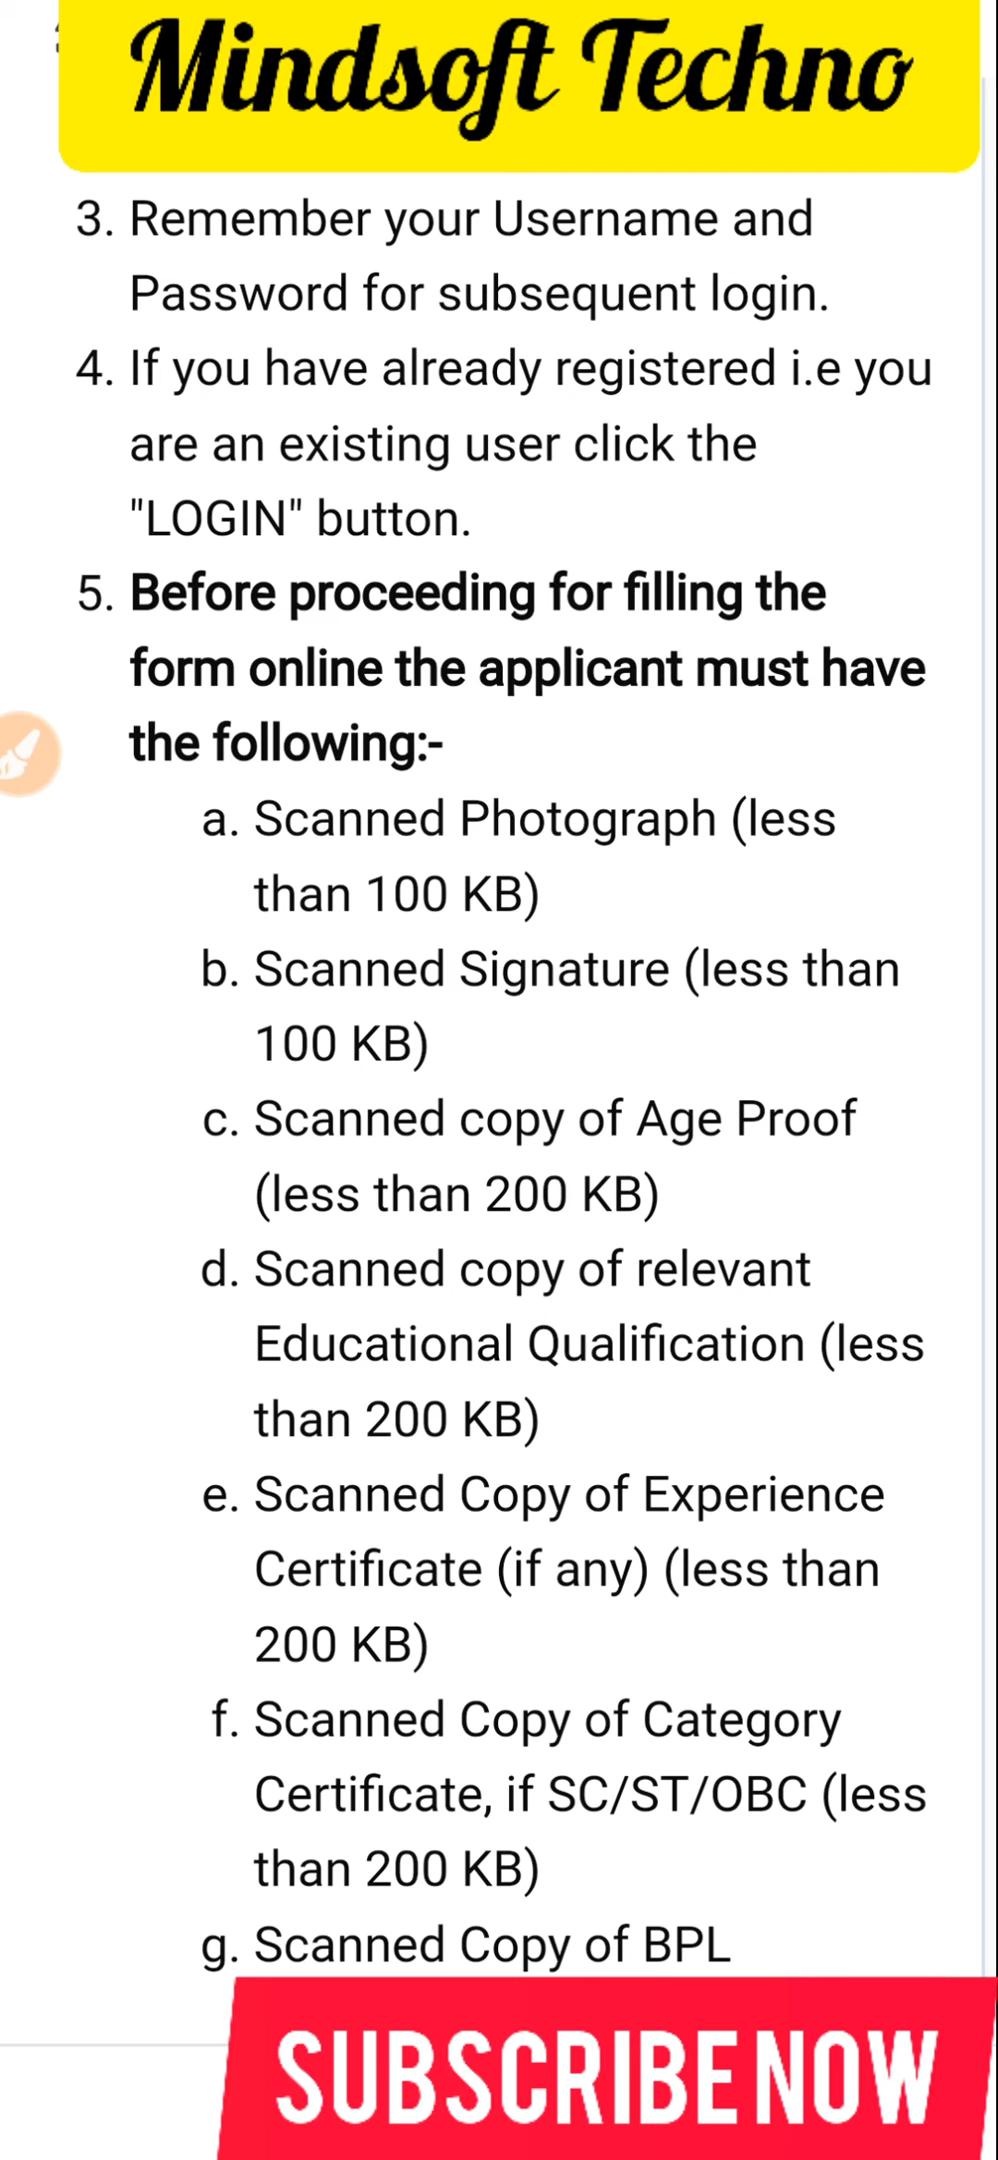 Mindsoft Techno
3. Remember your Username and
Password for subsequent login.
4. If you have already registered i.e you
are an existing user click the
"LOGIN" button.
5. Before proceeding for filling the
form online the applicant must have
the following:-
a. Scanned Photograph (less
than 100 KB)
b. Scanned Signature (less than
100 KB)
c. Scanned copy of Age Proof
(less than 200 KB)
d. Scanned copy of relevant
Educational Qualification (less
than 200 KB)
e. Scanned Copy of Experience
Certificate (if any) (less than
200 KB)
f. Scanned Copy of Category
Certificate, if SC/ST/OBC (less
than 200 KB)
g. Scanned Copy of BPL
SUBSCRIBE NOW